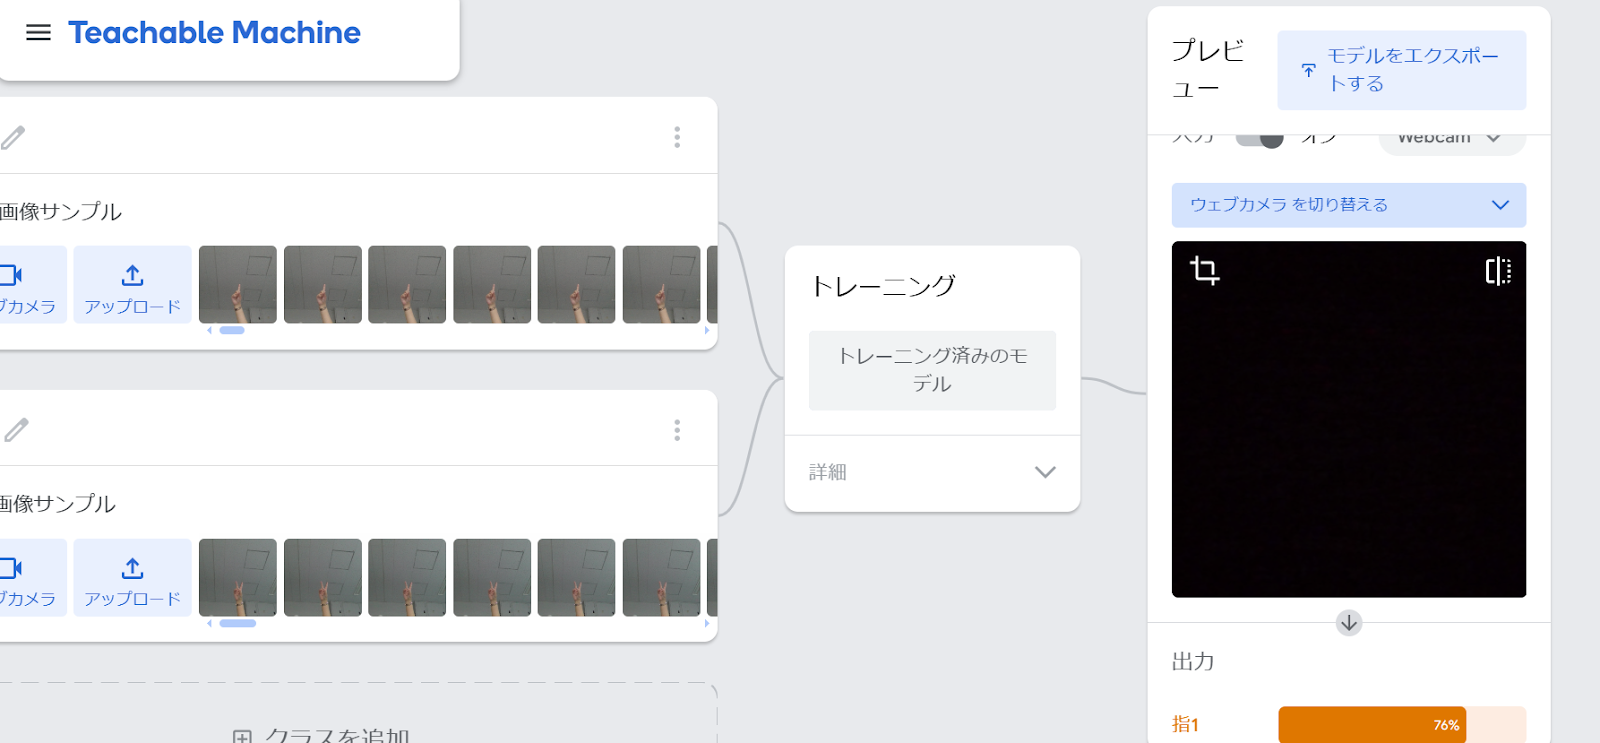 Teachable Machine
画像サンプル
ブカメラ
アップロード
画像サンプル
ブカメラ
アップロード
クラスを追加
トレーニング
トレーニング済みのモ
デル
詳細
プレビ
ュー
モデルをエクスポー
トする
入力 オン Webcam
ウェブカメラ を切り替える
出力
指1 76%